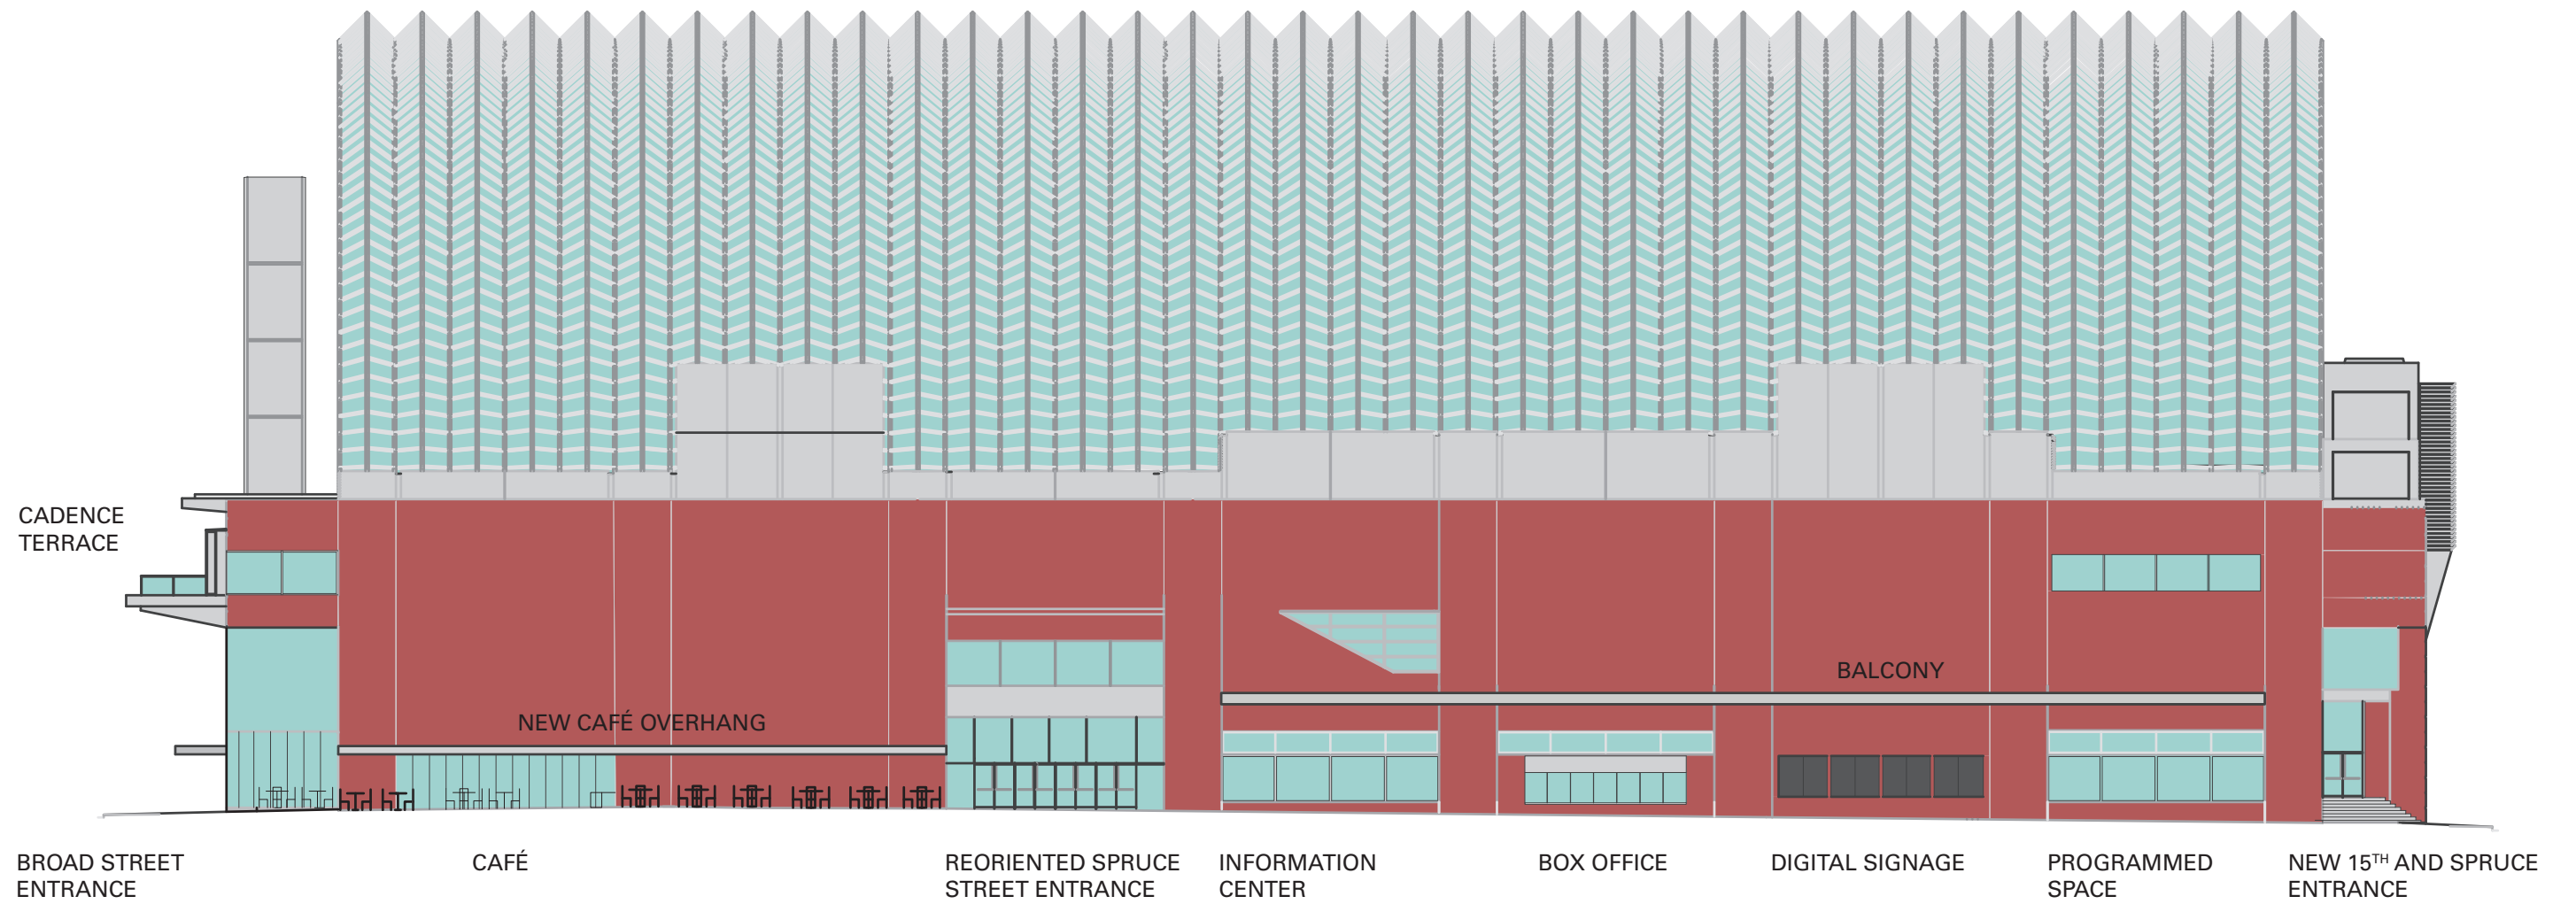 CADENCE
TERRACE
BALCONY
NEW CAFÉ OVERHANG
BROAD STREET
ENTRANCE
CAFÉ
REORIENTED SPRUCE
STREET ENTRANCE
INFORMATION
CENTER
BOX OFFICE
DIGITAL SIGNAGE
PROGRAMMED
SPACE
NEW 15TH AND SPRUCE
ENTRANCE